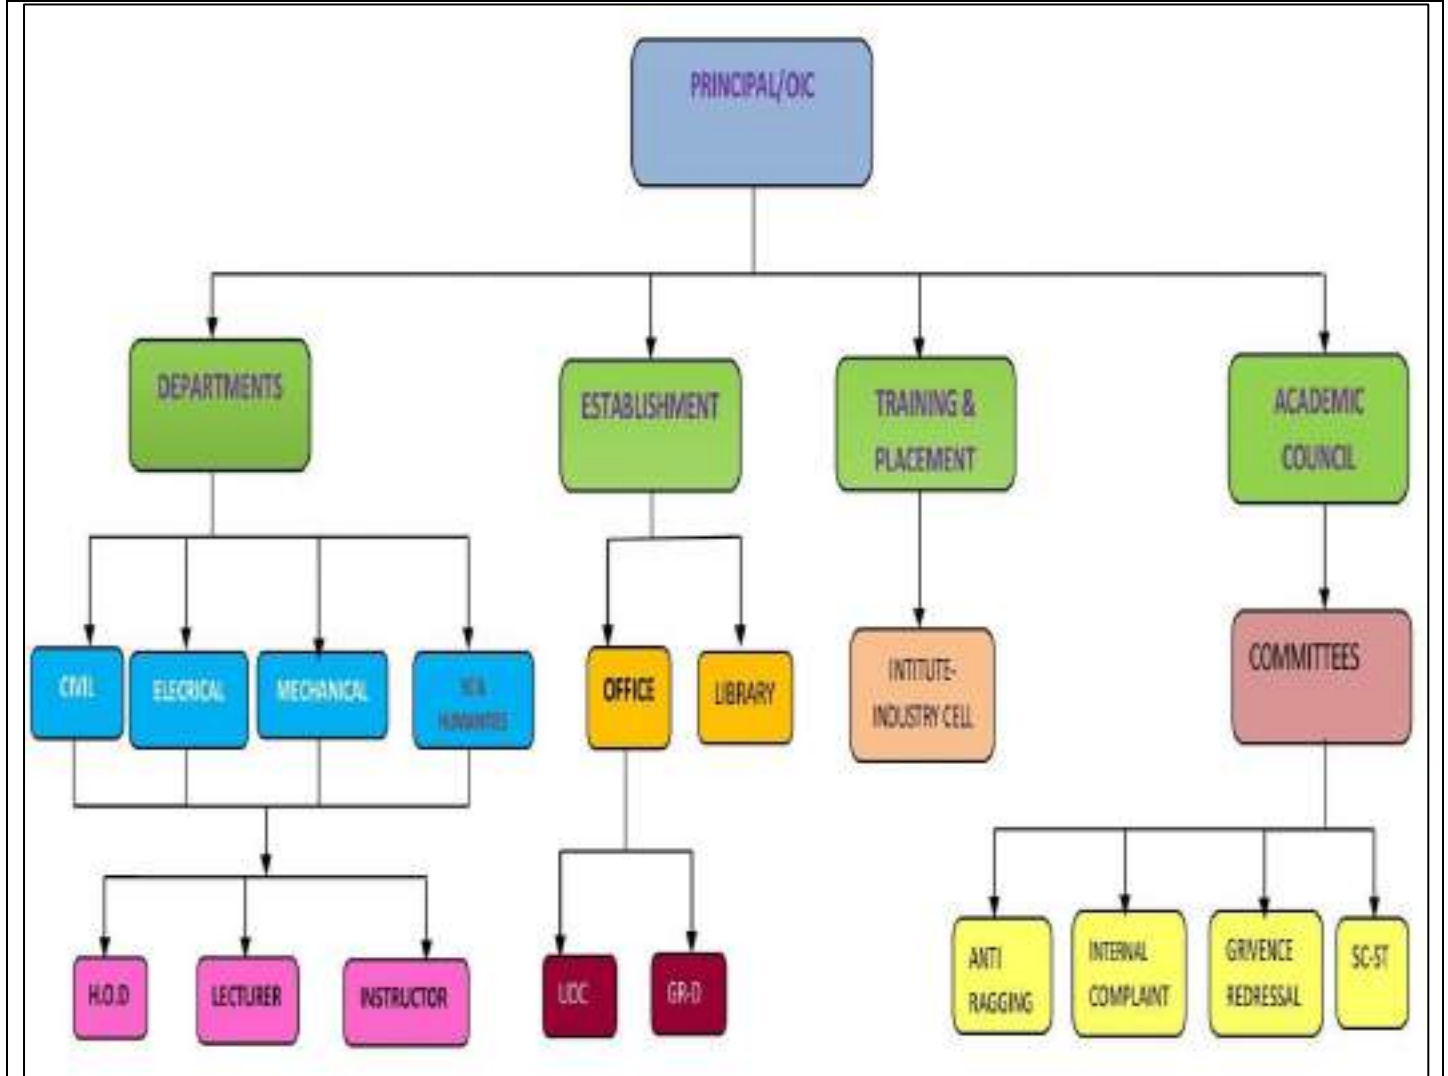 PRINCIPAL/OIC
DEPARTMENTS
ESTABLISHMENT
TRAINING &
PLACEMENT
ACADEMIC
COUNCIL
CIVIL
ELECRICAL
MECHANICAL
HUMANITIES
OFFICE
LIBRARY
INTITUTE-
INDUSTRY CELL
COMMITTEES
H.O.D
LECTURER
INSTRUCTOR
UDC
GR-D
ANTI
RAGGING
INTERNAL
COMPLAINT
GRIVENCE
REDRESSAL
SC-ST